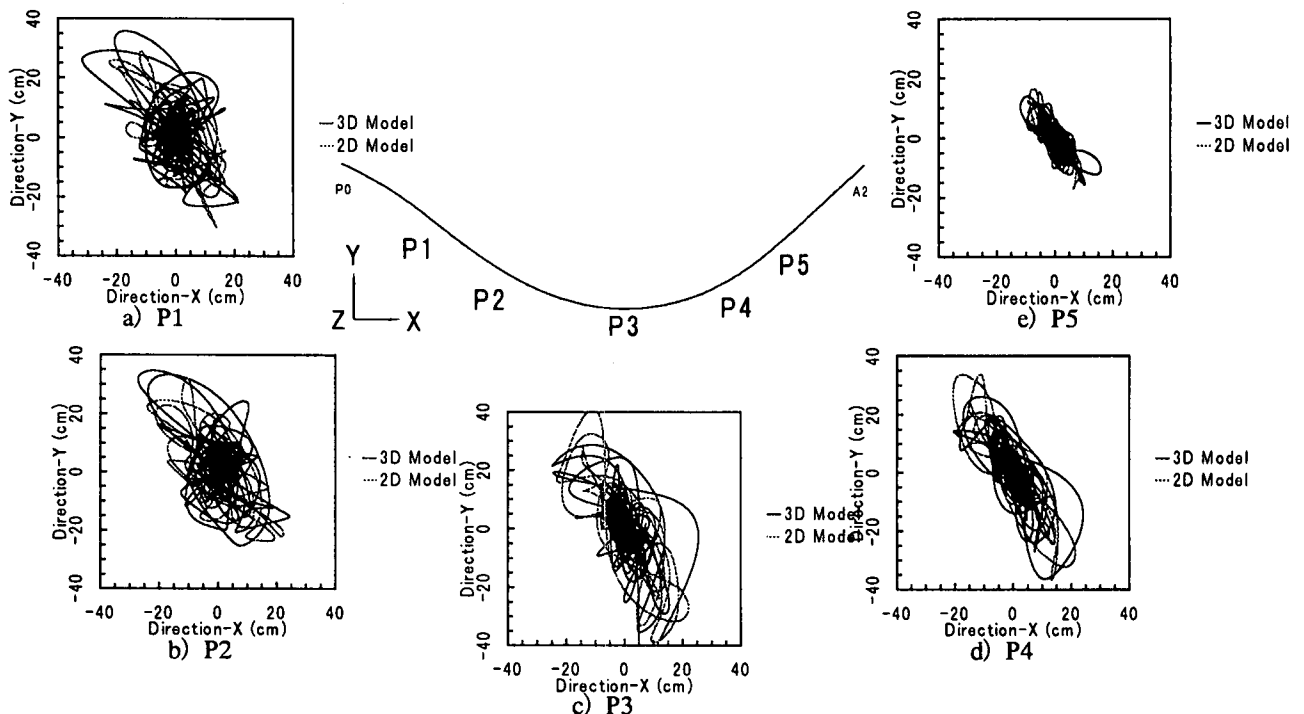 40
20
0
-20
-40
Direction-Y (cm)
-40 -20 0 20 40
Direction-X (cm)
a) P1
—3D Model
┈2D Model
P0
P1
P2
P3
P4
P5
A2
Y
Z
X
40
20
0
-20
-40
Direction-Y (cm)
-40 -20 0 20 40
Direction-X (cm)
e) P5
—3D Model
┈2D Model
40
20
0
-20
-40
Direction-Y (cm)
-40 -20 0 20 40
Direction-X (cm)
b) P2
—3D Model
┈2D Model
40
20
0
-20
-40
Direction-Y (cm)
-40 -20 0 20 40
Direction-X (cm)
c) P3
—3D Model
┈2D Model
40
20
0
-20
-40
Direction-Y (cm)
-40 -20 0 20 40
Direction-X (cm)
d) P4
—3D Model
┈2D Model